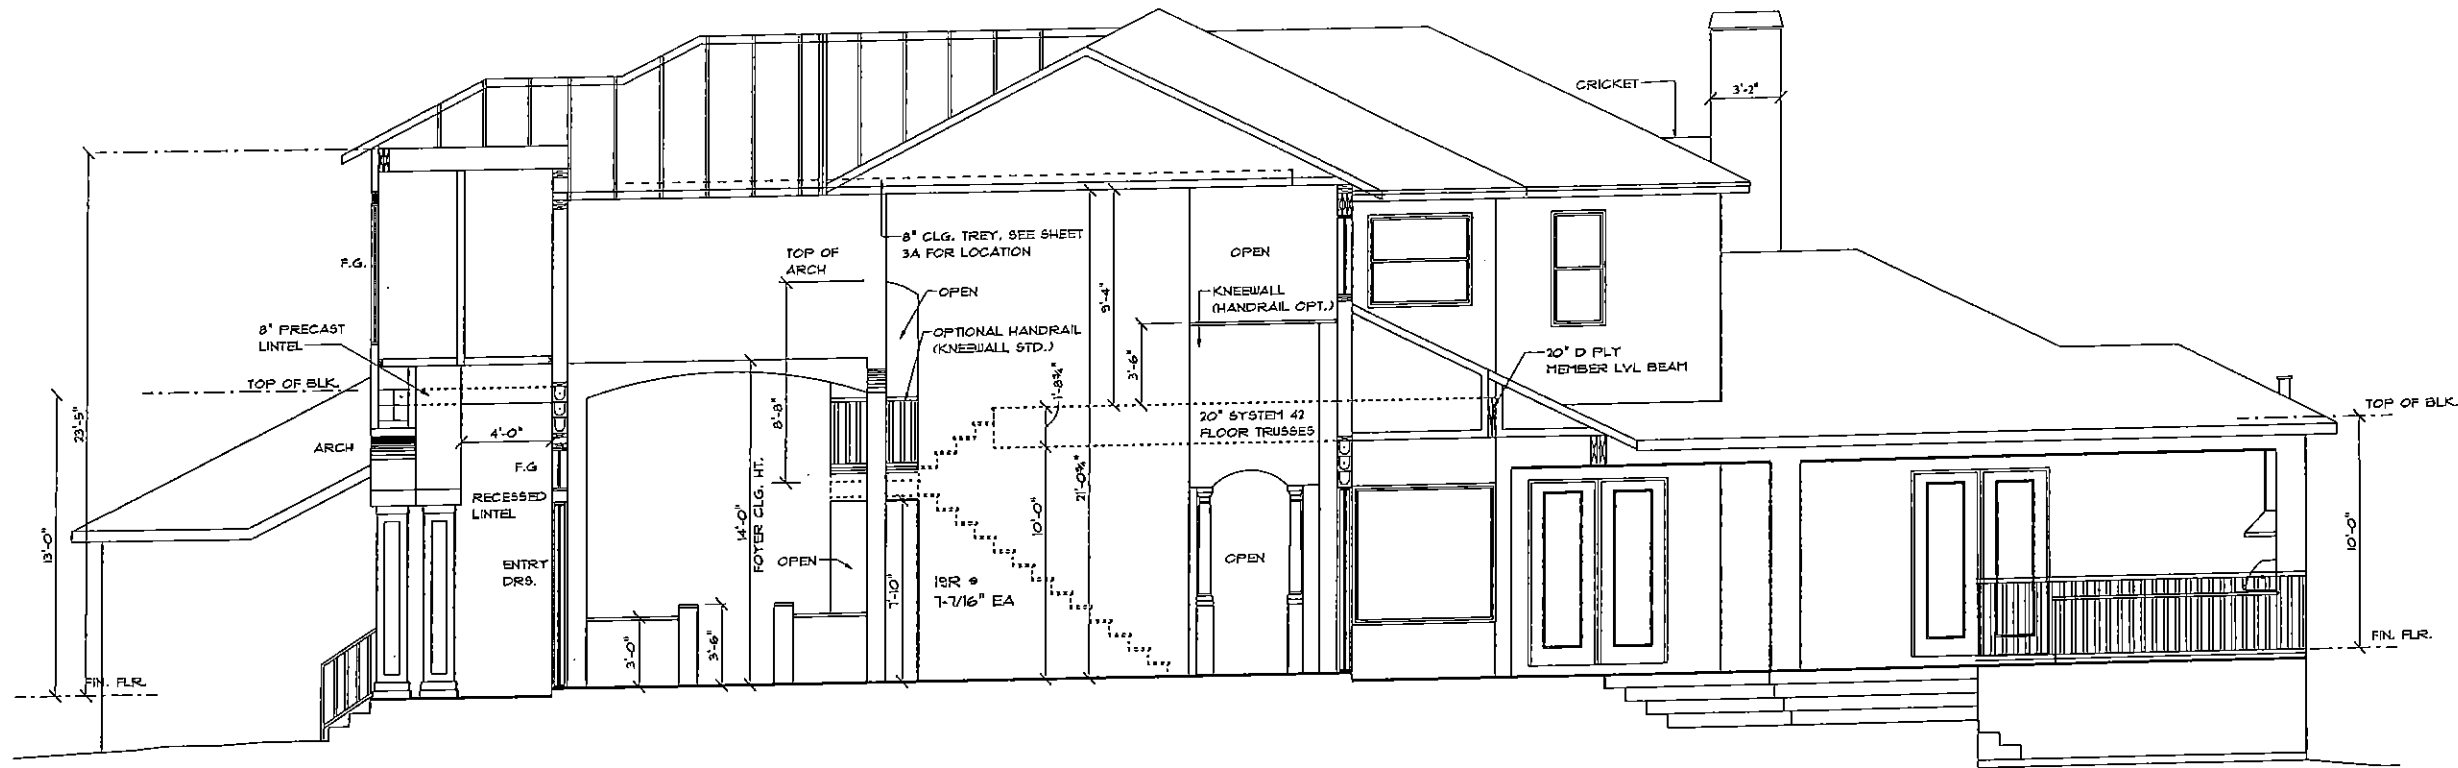 CRICKET
3'-2"
8" CLG. TREY, SEE SHEET
3A FOR LOCATION
TOP OF
ARCH
OPEN
F.G.
OPEN
9'-4"
KNEEWALL
(HANDRAIL OPT.)
8" PRECAST
LINTEL
OPTIONAL HANDRAIL
(KNEEWALL STD.)
3'-6"
1'-8 3/4"
20" D PLY
MEMBER LVL BEAM
TOP OF BLK.
TOP OF BLK.
23'-5"
8'-8"
20" SYSTEM 42
FLOOR TRUSSES
4'-0"
ARCH
F.G
RECESSED
LINTEL
14'-0"
FOYER CLG. HT.
10'-0"
21'-0 3/4"
13'-0"
10'-0"
ENTRY
DRS.
OPEN
OPEN
7'-10"
19R @
7-7/16" EA
3'-0"
3'-6"
FIN. FLR.
FIN. FLR.